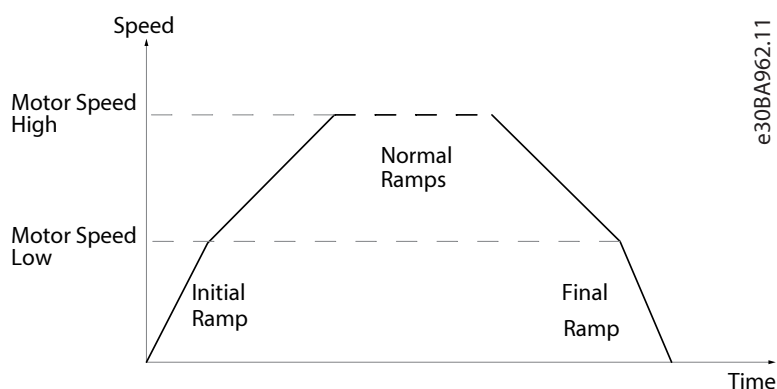 Speed
e30BA962.11
Motor Speed
High
Normal
Ramps
Motor Speed
Low
Initial
Ramp
Final
Ramp
Time